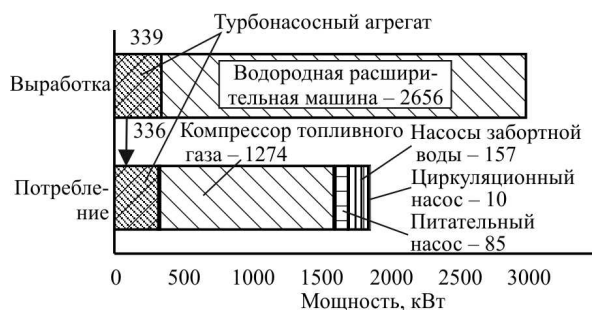 Турбонасосный агрегат
339
Выработка
Водородная расшири-
тельная машина – 2656
336
Компрессор топливного
газа – 1274
Насосы забортной
воды – 157
Потребле-
ние
Циркуляционный
насос – 10
Питательный
насос – 85
0 500 1000 1500 2000 2500 3000
Мощность, кВт